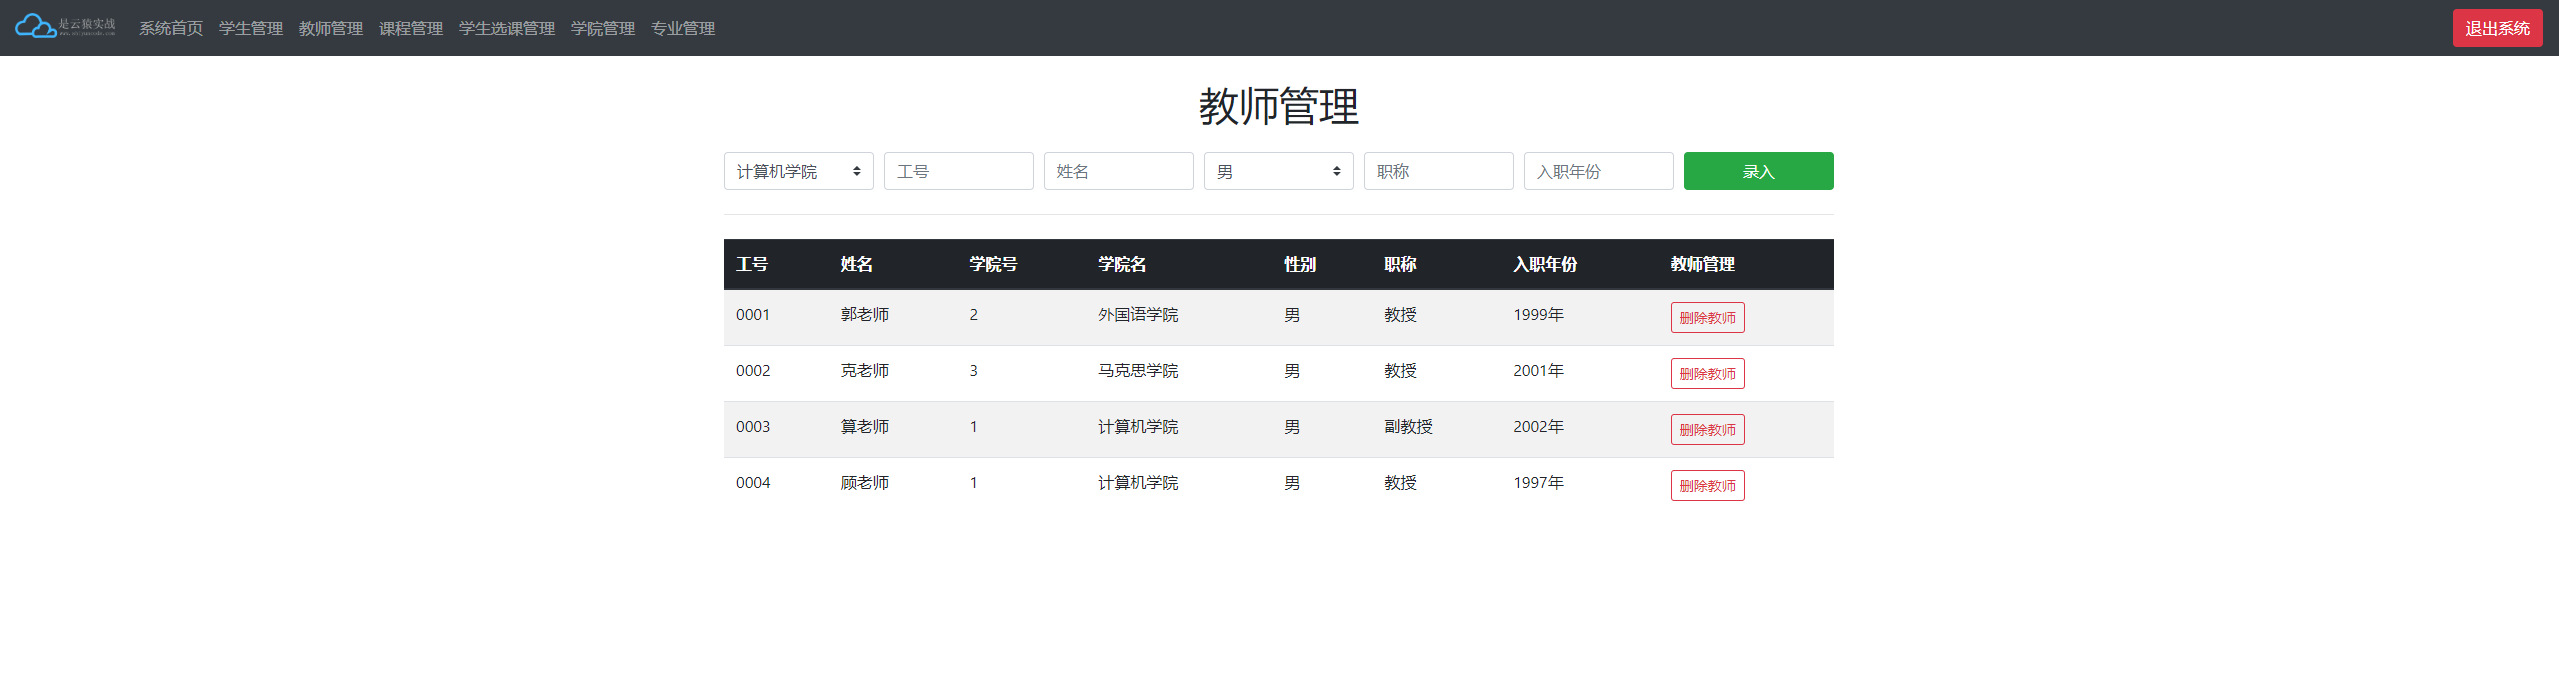 是云猿实战
系统首页 学生管理 教师管理 课程管理 学生选课管理 学院管理 专业管理 退出系统
教师管理
计算机学院 工号 姓名 男 职称 入职年份 录入
工号 姓名 学院号 学院名 性别 职称 入职年份 教师管理
0001 郭老师 2 外国语学院 男 教授 1999年 删除教师
0002 克老师 3 马克思学院 男 教授 2001年 删除教师
0003 算老师 1 计算机学院 男 副教授 2002年 删除教师
0004 顾老师 1 计算机学院 男 教授 1997年 删除教师